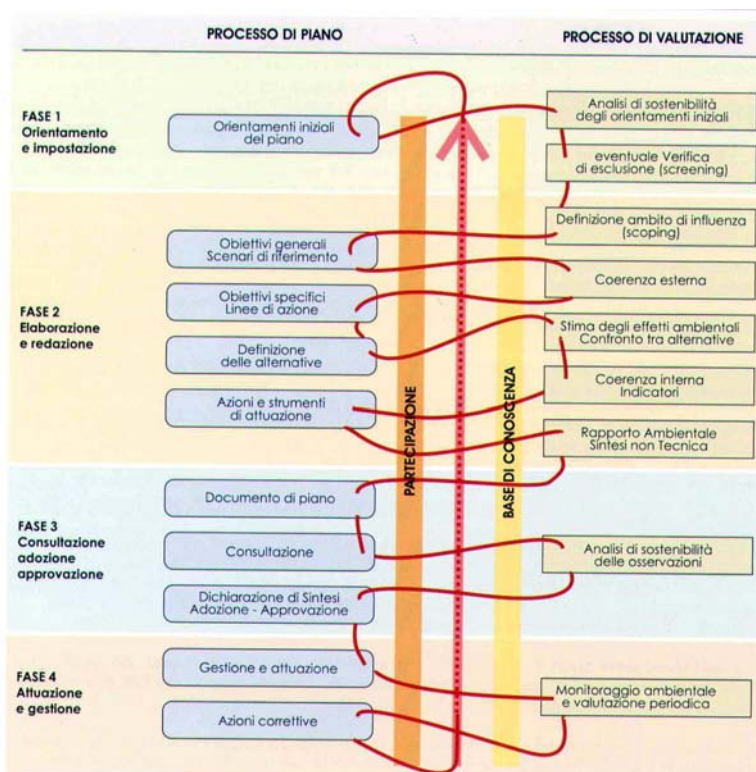 PROCESSO DI PIANO
PROCESSO DI VALUTAZIONE
FASE 1
Orientamento
e impostazione
Orientamenti iniziali
del piano
Analisi di sostenibilità
degli orientamenti iniziali
eventuale Verifica
di esclusione (screening)
FASE 2
Elaborazione
e redazione
Definizione ambito di influenza
(scoping)
Obiettivi generali
Scenari di riferimento
Coerenza esterna
Obiettivi specifici
Linee di azione
Stima degli effetti ambientali
Confronto tra alternative
Definizione
delle alternative
Coerenza interna
Indicatori
Azioni e strumenti
di attuazione
Rapporto Ambientale
Sintesi non Tecnica
PARTECIPAZIONE
BASE DI CONOSCENZA
FASE 3
Consultazione
adozione
approvazione
Documento di piano
Consultazione
Analisi di sostenibilità
delle osservazioni
Dichiarazione di Sintesi
Adozione - Approvazione
FASE 4
Attuazione
e gestione
Gestione e attuazione
Monitoraggio ambientale
e valutazione periodica
Azioni correttive